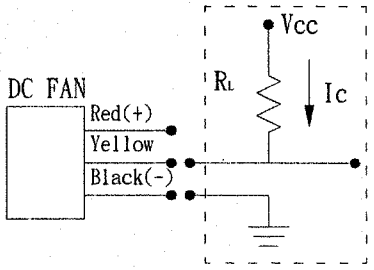 Vcc
DC FAN
RL
Ic
Red(+)
Yellow
Black(-)